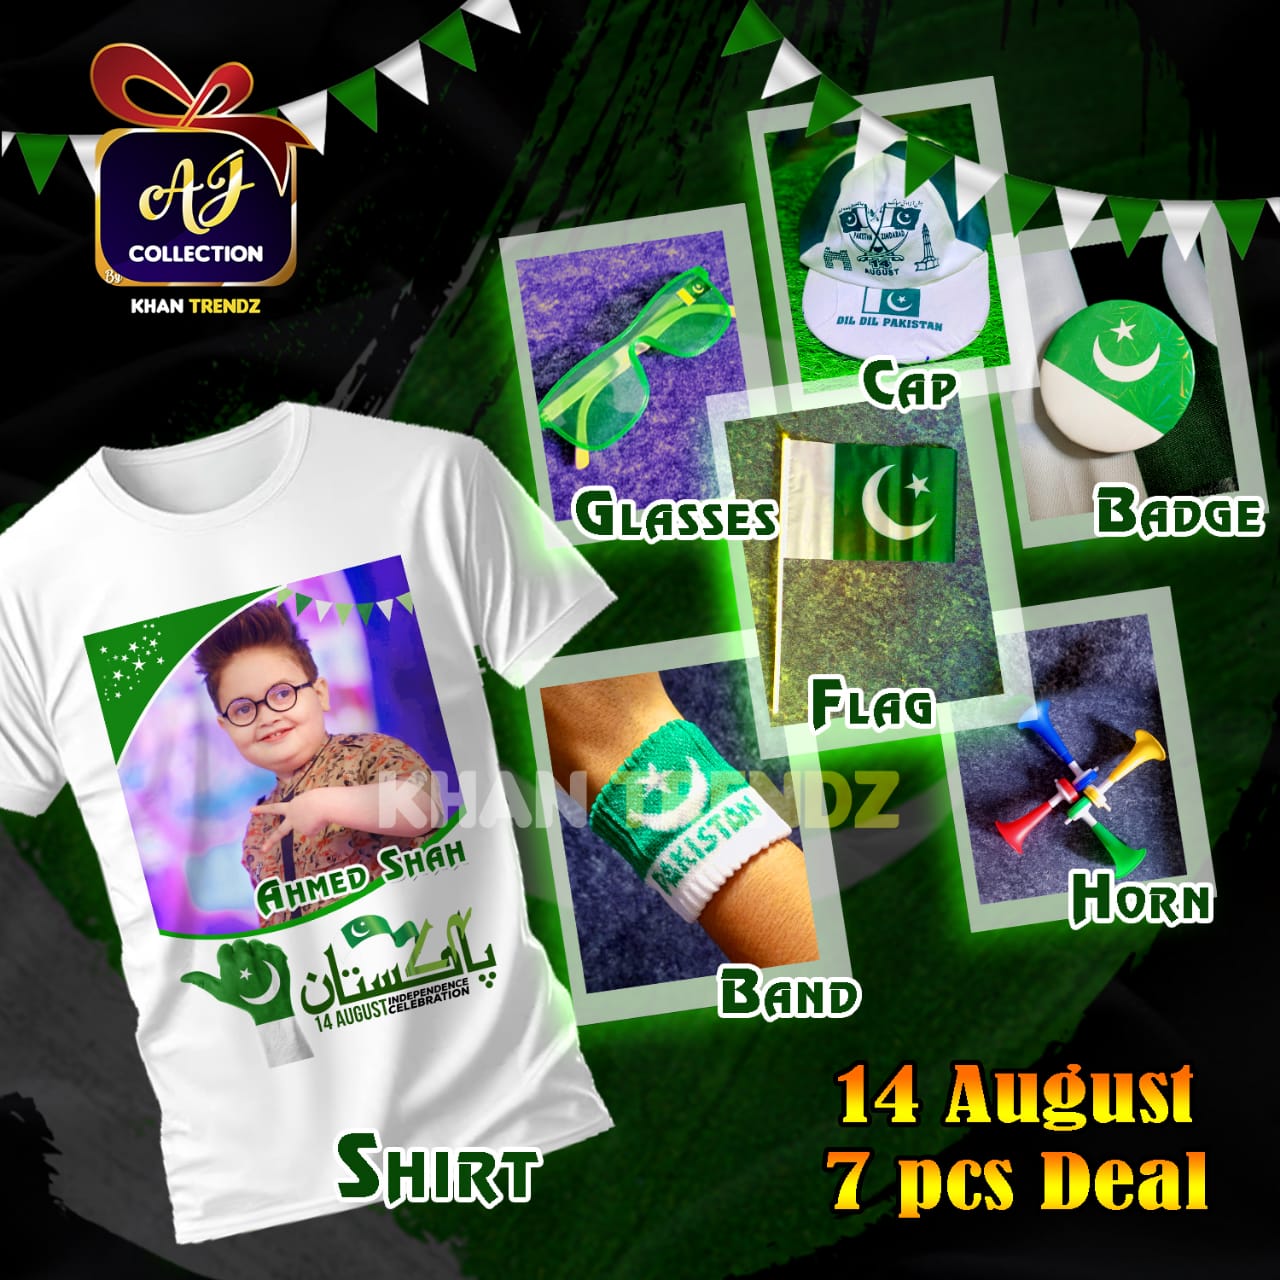 AJ
COLLECTION
By
KHAN TRENDZ
PAKISTAN ZINDABAD
14
AUGUST
DIL DIL PAKISTAN
CAP
GLASSES
BADGE
FLAG
KHAN TRENDZ
AHMED SHAH
پاکستان
14 AUGUST INDEPENDENCE
CELEBRATION
PAKISTAN
HORN
BAND
SHIRT
14 August
7 pcs Deal